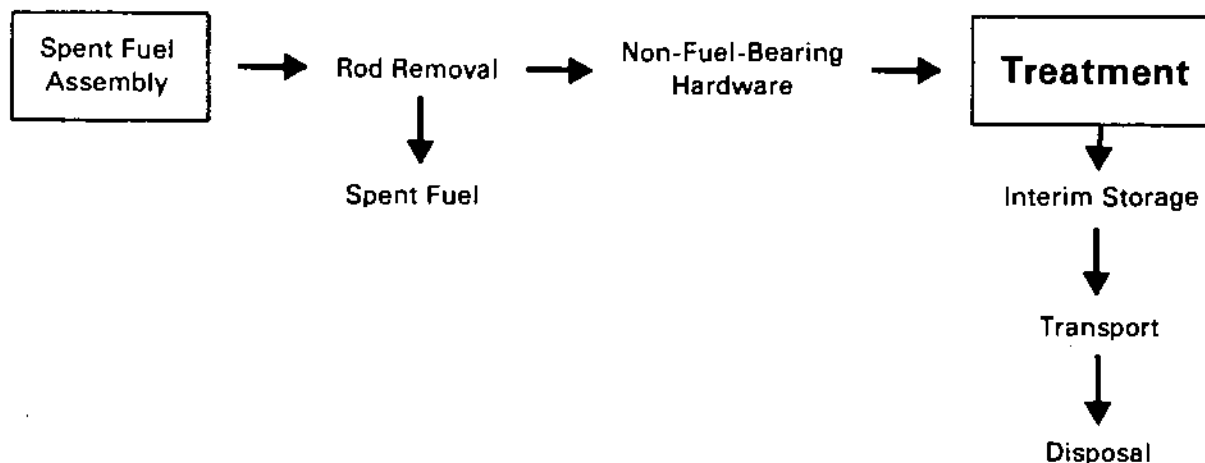 Spent Fuel
Assembly
Rod Removal
Non-Fuel-Bearing
Hardware
Treatment
Spent Fuel
Interim Storage
Transport
Disposal